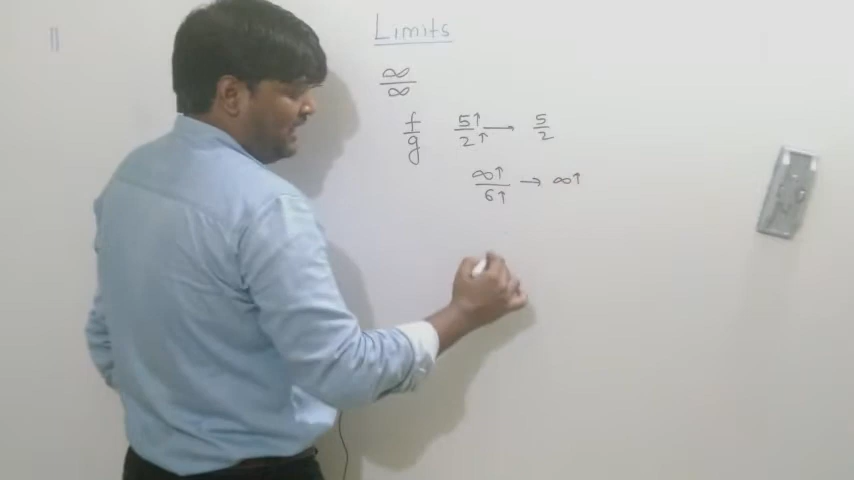 Limits
∞/∞
f/g 5↑/2↑ → 5/2
∞↑/6↑ → ∞↑